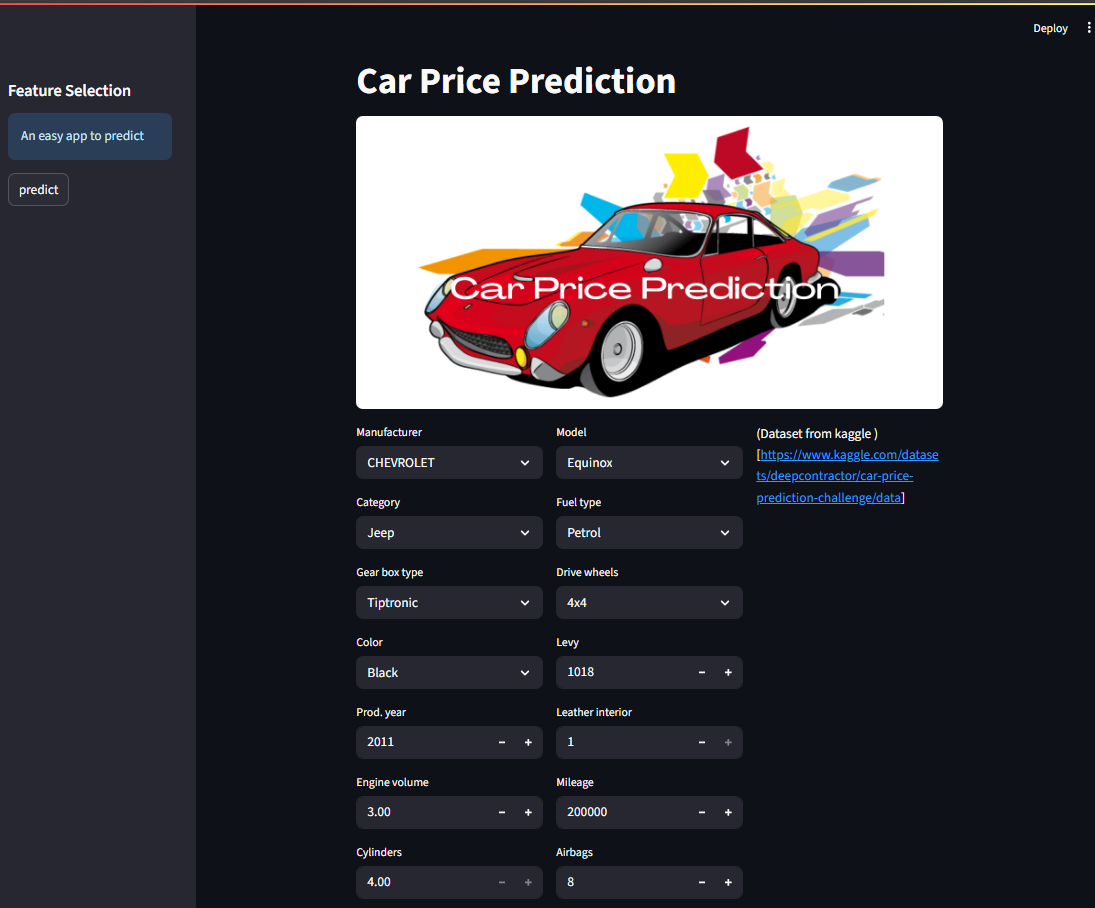 Deploy
Feature Selection
An easy app to predict
predict
Car Price Prediction
Car Price Prediction
Manufacturer
CHEVROLET
Model
Equinox
(Dataset from kaggle )
[https://www.kaggle.com/datase
ts/deepcontractor/car-price-
prediction-challenge/data]
Category
Jeep
Fuel type
Petrol
Gear box type
Tiptronic
Drive wheels
4x4
Color
Black
Levy
1018
Prod. year
2011
Leather interior
1
Engine volume
3.00
Mileage
200000
Cylinders
4.00
Airbags
8